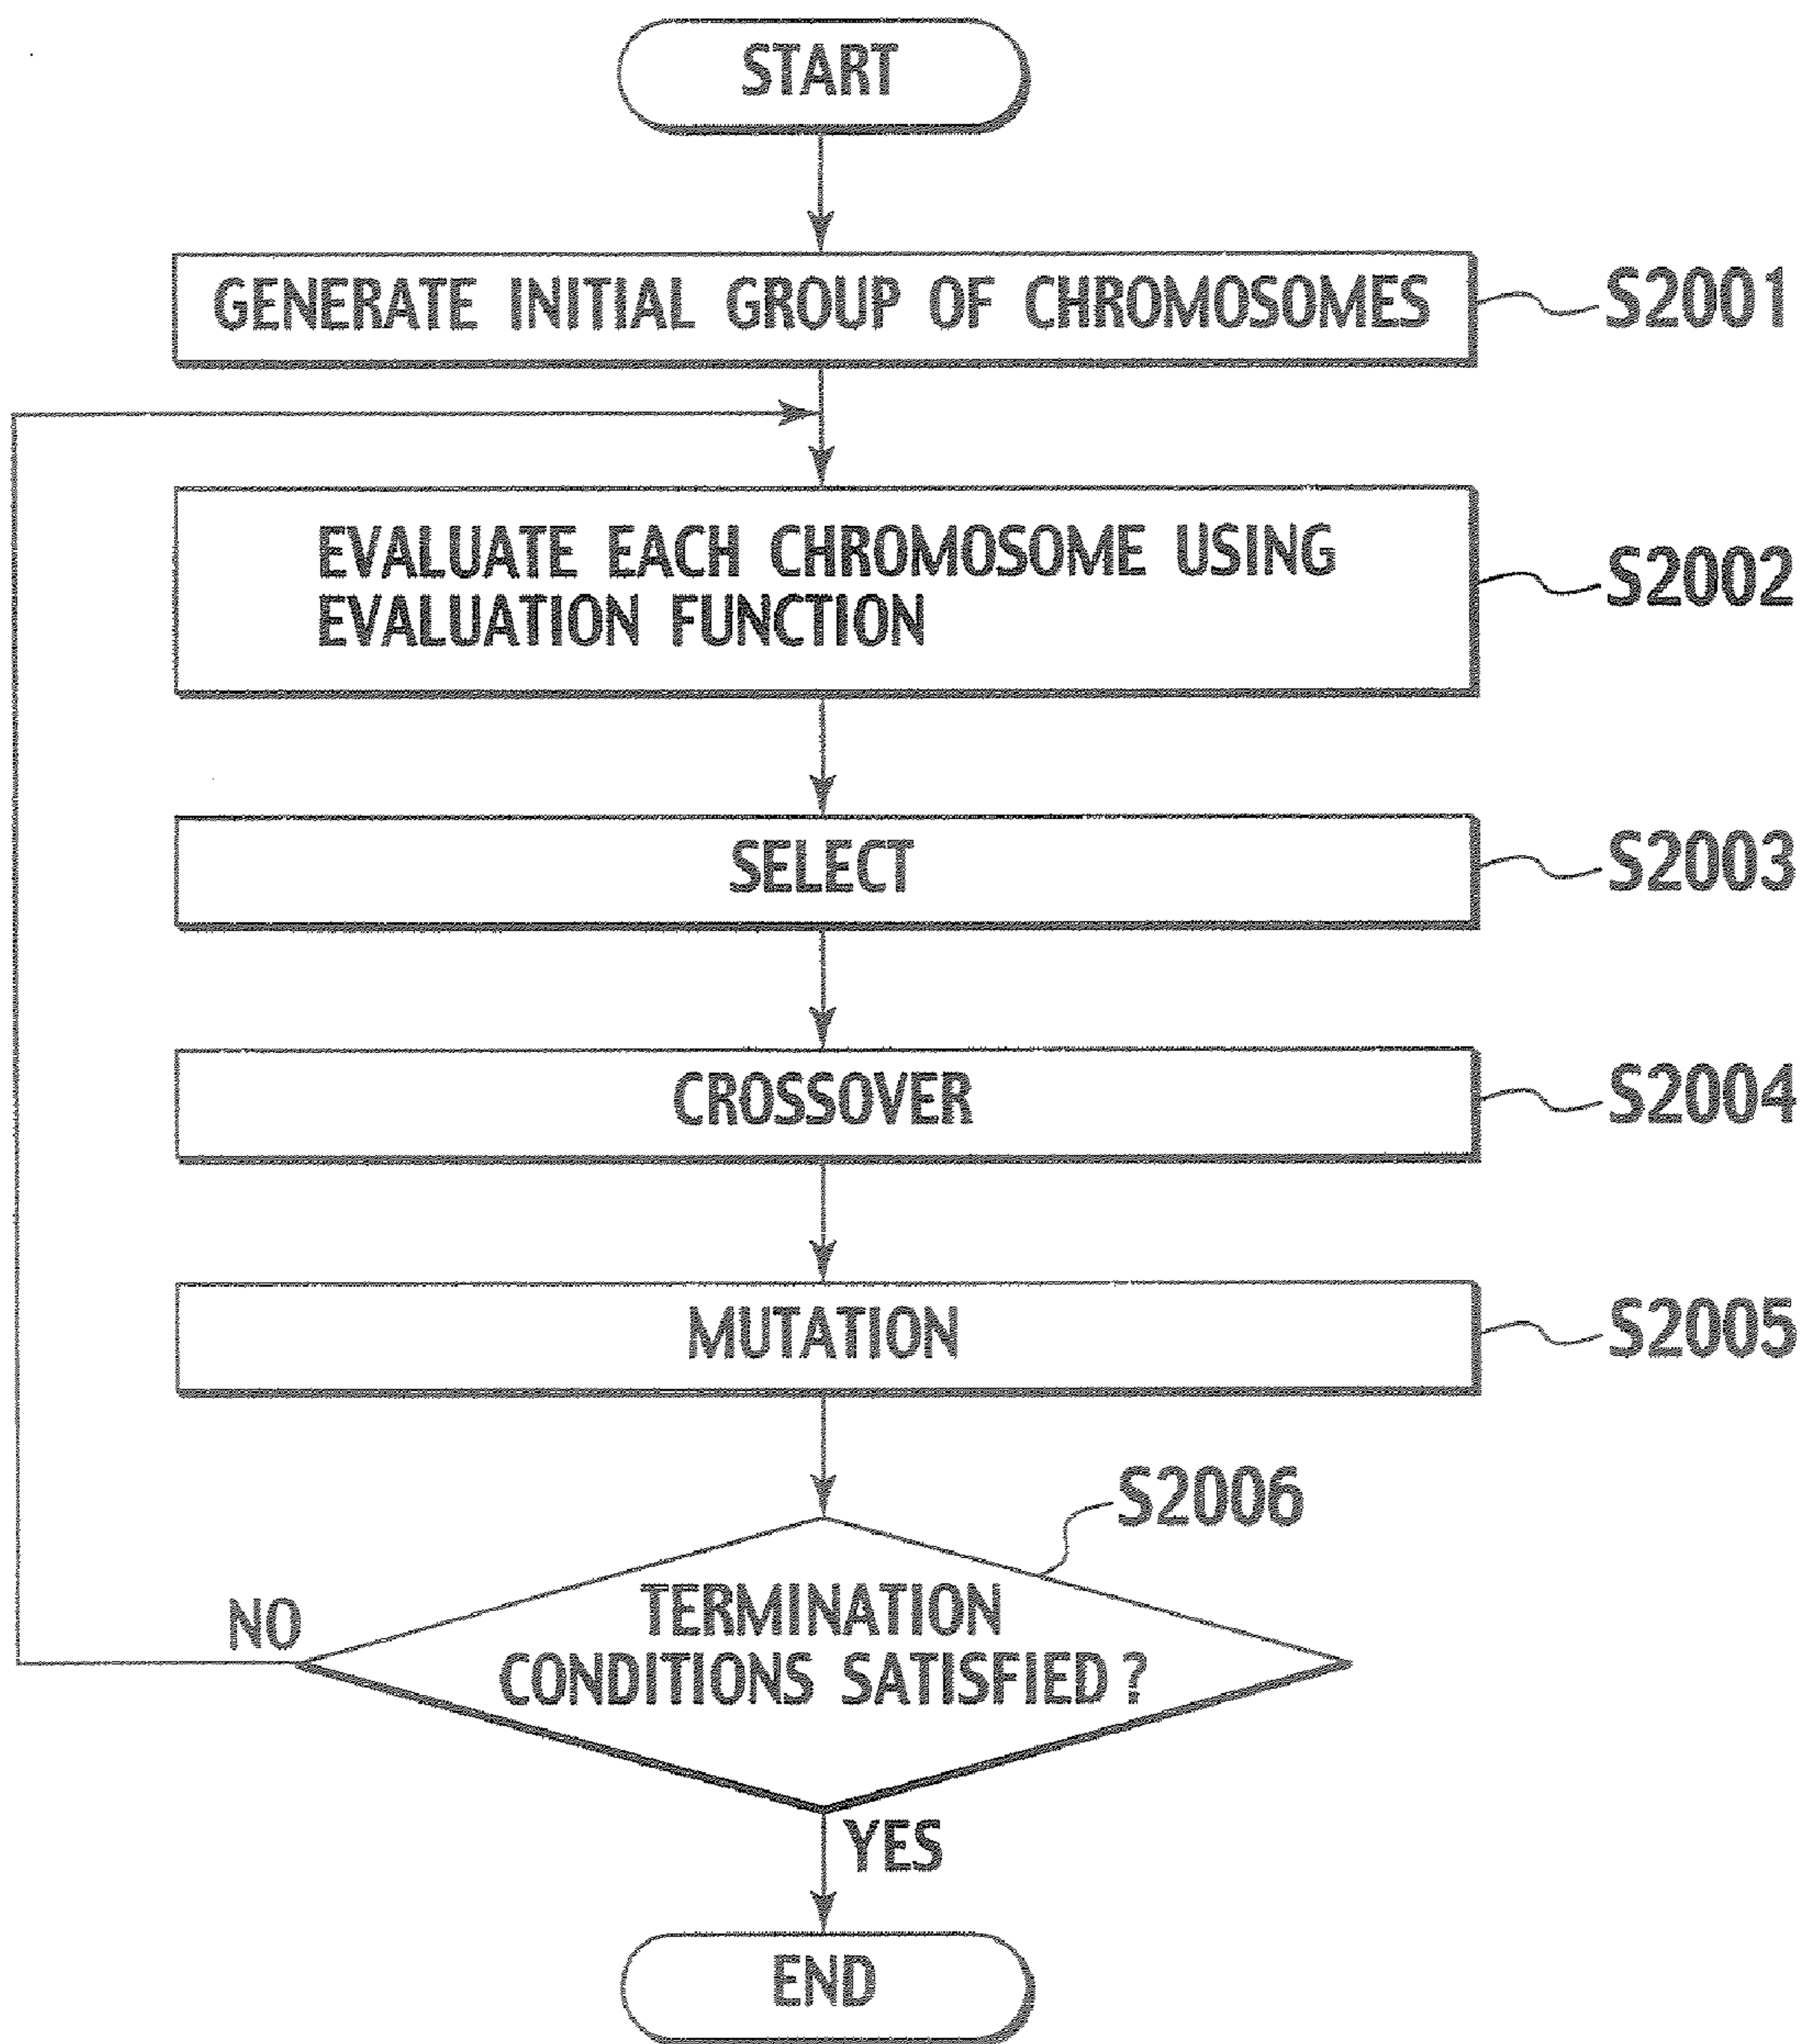 START
GENERATE INITIAL GROUP OF CHROMOSOMES
S2001
EVALUATE EACH CHROMOSOME USING
EVALUATION FUNCTION
S2002
SELECT
S2003
CROSSOVER
S2004
MUTATION
S2005
S2006
TERMINATION
CONDITIONS SATISFIED?
NO
YES
END